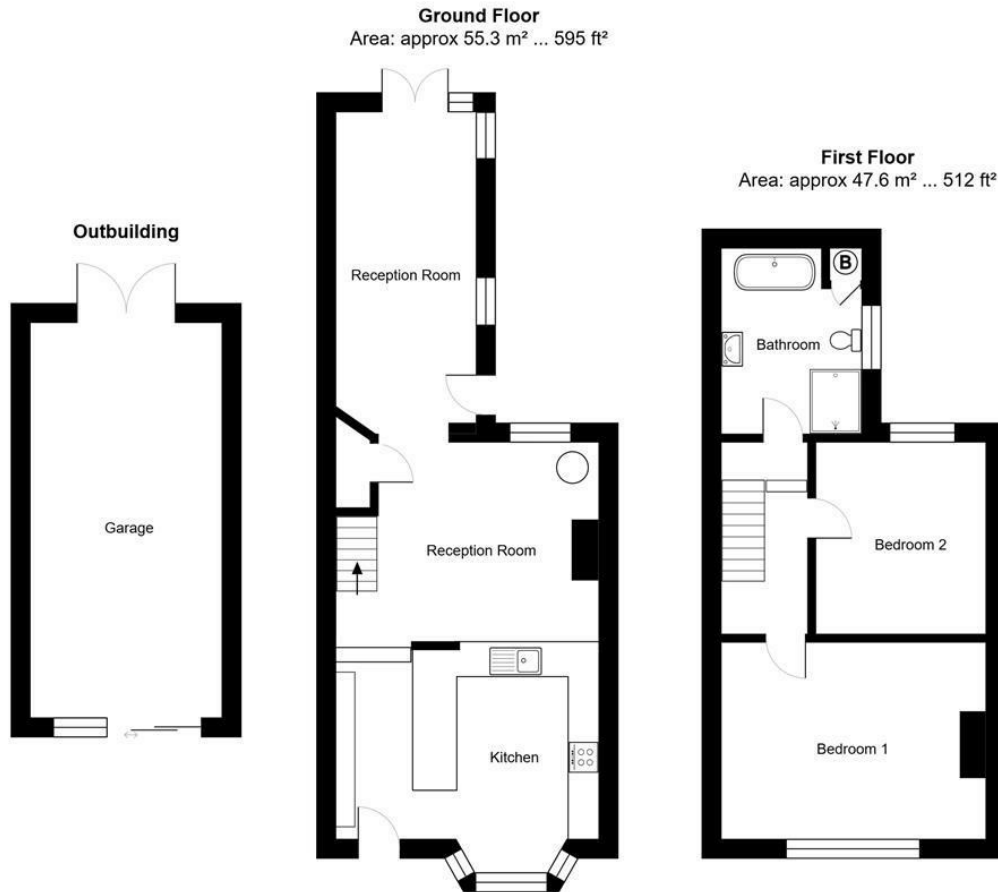 Ground Floor
Area: approx 55.3 m² ... 595 ft²
First Floor
Area: approx 47.6 m² ... 512 ft²
Outbuilding
Reception Room
B
Bathroom
Garage
Reception Room
Bedroom 2
Kitchen
Bedroom 1